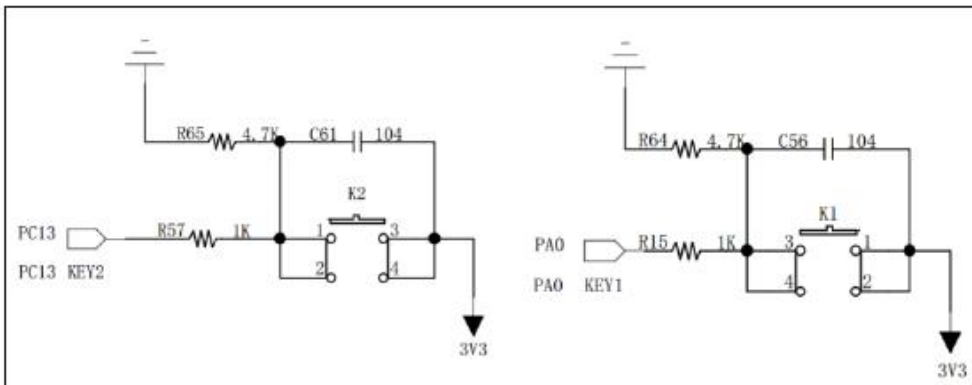 R65 4.7K C61 104
K2
PC13 R57 1K 1 3
PC13 KEY2 2 4
3V3
R64 4.7K C56 104
K1
PA0 R15 1K 3 1
PA0 KEY1 4 2
3V3